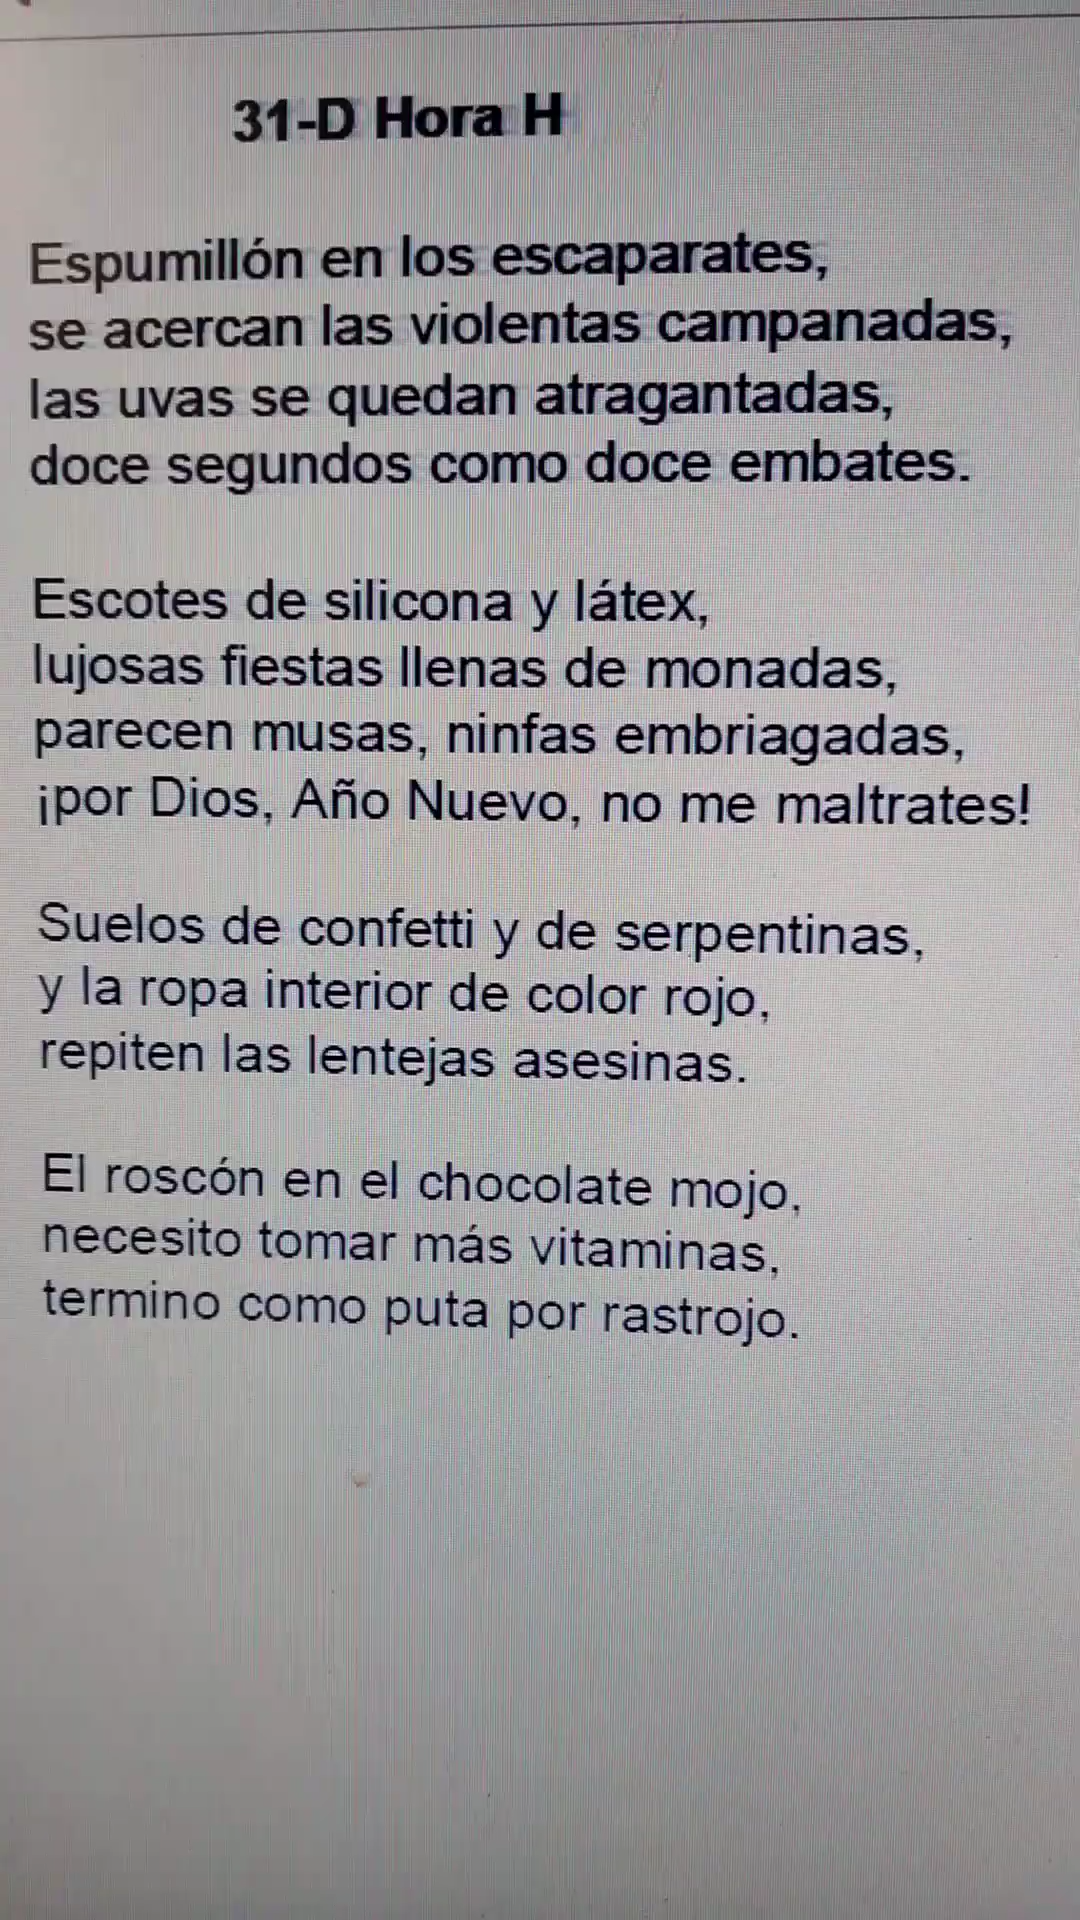 31-D Hora H
Espumillón en los escaparates,
se acercan las violentas campanadas,
las uvas se quedan atragantadas,
doce segundos como doce embates.
Escotes de silicona y látex,
lujosas fiestas llenas de monadas,
parecen musas, ninfas embriagadas,
¡por Dios, Año Nuevo, no me maltrates!
Suelos de confetti y de serpentinas,
y la ropa interior de color rojo,
repiten las lentejas asesinas.
El roscón en el chocolate mojo,
necesito tomar más vitaminas,
termino como puta por rastrojo.